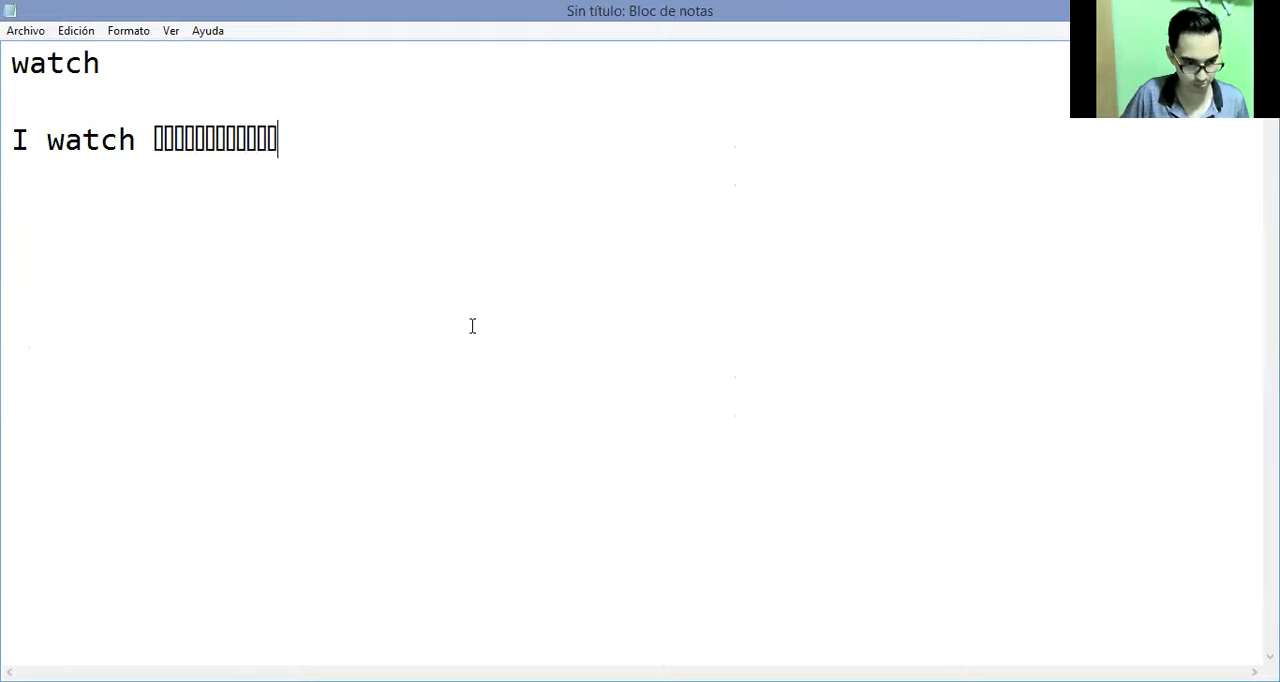 Sin título: Bloc de notas
Archivo Edición Formato Ver Ayuda
watch
I watch ▯▯▯▯▯▯▯▯▯▯▯▯